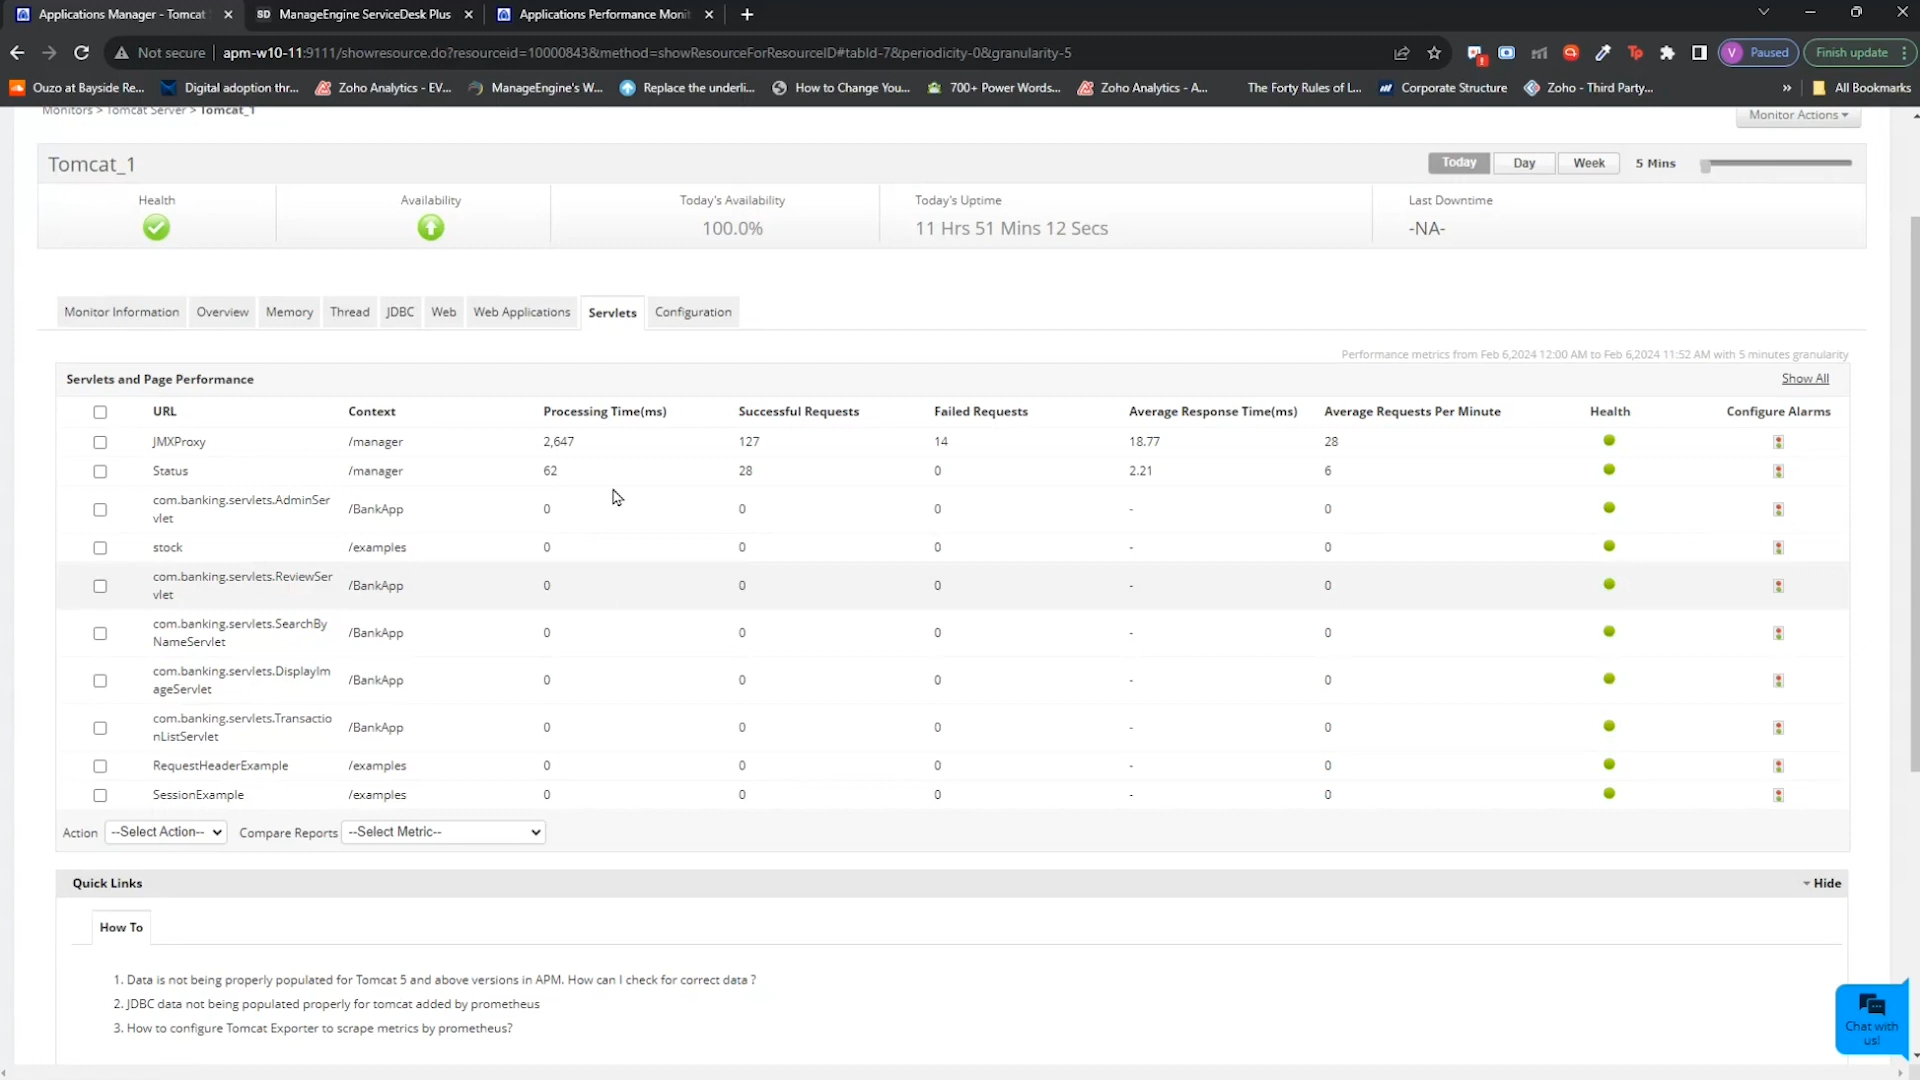 Applications Manager - Tomcat
ManageEngine ServiceDesk Plus
Applications Performance Monit
Not secure
apm-w10-11:9111/showresource.do?resourceid=10000843&method=showResourceForResourceID#tabId-7&periodicity-0&granularity-5
Paused
Finish update
Ouzo at Bayside Re...
Digital adoption thr...
Zoho Analytics - EV...
ManageEngine's W...
Replace the underli...
How to Change You...
700+ Power Words...
Zoho Analytics - A...
The Forty Rules of L...
Corporate Structure
Zoho - Third Party...
»
All Bookmarks
Monitors > Tomcat Server > Tomcat_1
Monitor Actions
Tomcat_1
Today
Day
Week
5 Mins
Health
Availability
Today's Availability
Today's Uptime
Last Downtime
100.0%
11 Hrs 51 Mins 12 Secs
-NA-
Monitor Information
Overview
Memory
Thread
JDBC
Web
Web Applications
Servlets
Configuration
Performance metrics from Feb 6,2024 12:00 AM to Feb 6,2024 11:52 AM with 5 minutes granularity
Servlets and Page Performance
Show All
URL Context Processing Time(ms) Successful Requests Failed Requests Average Response Time(ms) Average Requests Per Minute Health Configure Alarms
JMXProxy /manager 2,647 127 14 18.77 28
Status /manager 62 28 0 2.21 6
com.banking.servlets.AdminSer
vlet
/BankApp 0 0 0 - 0
stock /examples 0 0 0 - 0
com.banking.servlets.ReviewSer
vlet
/BankApp 0 0 0 - 0
com.banking.servlets.SearchBy
NameServlet
/BankApp 0 0 0 - 0
com.banking.servlets.DisplayIm
ageServlet
/BankApp 0 0 0 - 0
com.banking.servlets.Transactio
nListServlet
/BankApp 0 0 0 - 0
RequestHeaderExample /examples 0 0 0 - 0
SessionExample /examples 0 0 0 - 0
Action --Select Action-- Compare Reports --Select Metric--
Quick Links
Hide
How To
1. Data is not being properly populated for Tomcat 5 and above versions in APM. How can I check for correct data ?
2. JDBC data not being populated properly for tomcat added by prometheus
3. How to configure Tomcat Exporter to scrape metrics by prometheus?
Chat with
us!